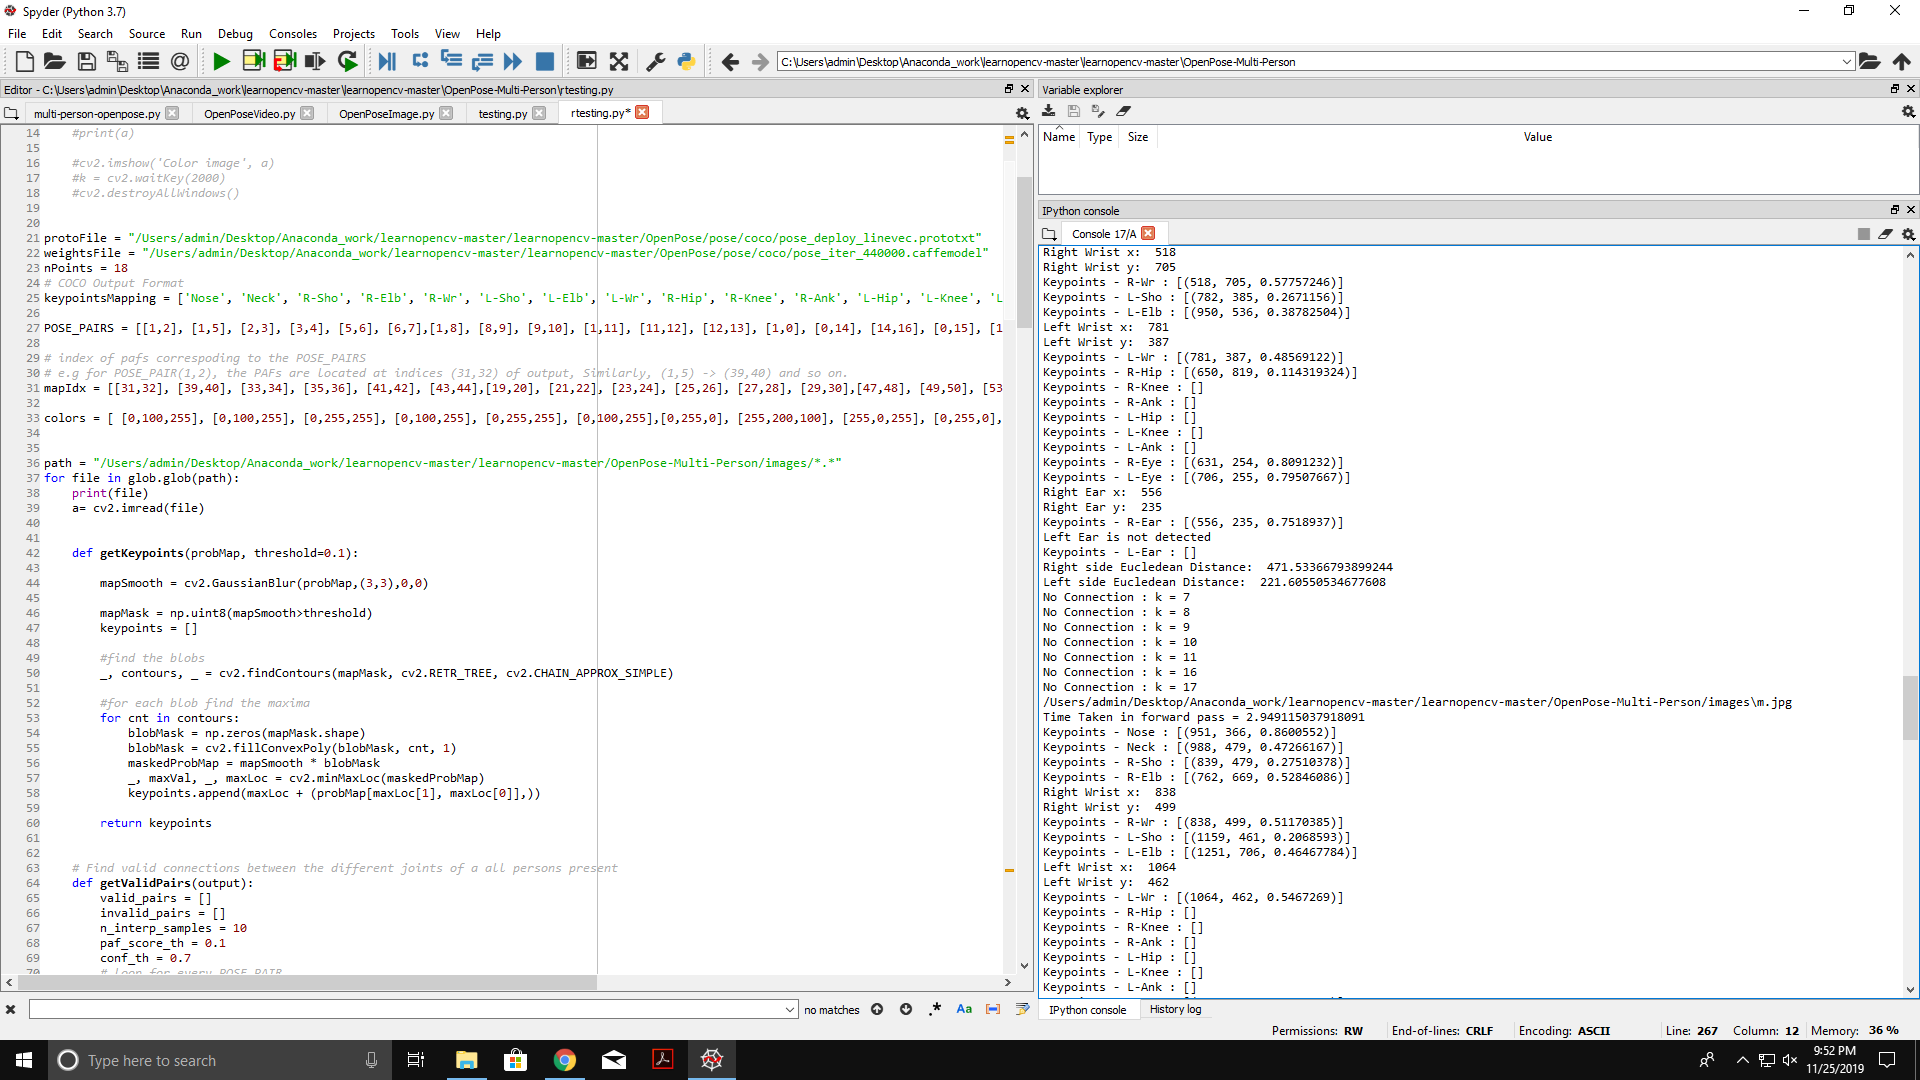 Spyder (Python 3.7)
File Edit Search Source Run Debug Consoles Projects Tools View Help
C:\Users\admin\Desktop\Anaconda_work\learnopencv-master\learnopencv-master\OpenPose-Multi-Person
Editor - C:\Users\admin\Desktop\Anaconda_work\learnopencv-master\learnopencv-master\OpenPose-Multi-Person\rtesting.py
multi-person-openpose.py OpenPoseVideo.py OpenPoseImage.py testing.py rtesting.py*
14 #print(a)
15
16 #cv2.imshow('Color image', a)
17 #k = cv2.waitKey(2000)
18 #cv2.destroyAllWindows()
19
20
21 protoFile = "/Users/admin/Desktop/Anaconda_work/learnopencv-master/learnopencv-master/OpenPose/pose/coco/pose_deploy_linevec.prototxt"
22 weightsFile = "/Users/admin/Desktop/Anaconda_work/learnopencv-master/learnopencv-master/OpenPose/pose/coco/pose_iter_440000.caffemodel"
23 nPoints = 18
24 # COCO Output Format
25 keypointsMapping = ['Nose', 'Neck', 'R-Sho', 'R-Elb', 'R-Wr', 'L-Sho', 'L-Elb', 'L-Wr', 'R-Hip', 'R-Knee', 'R-Ank', 'L-Hip', 'L-Knee', 'L
26
27 POSE_PAIRS = [[1,2], [1,5], [2,3], [3,4], [5,6], [6,7],[1,8], [8,9], [9,10], [1,11], [11,12], [12,13], [1,0], [0,14], [14,16], [0,15], [1
28
29 # index of pafs correspoding to the POSE_PAIRS
30 # e.g for POSE_PAIR(1,2), the PAFs are located at indices (31,32) of output, Similarly, (1,5) -> (39,40) and so on.
31 mapIdx = [[31,32], [39,40], [33,34], [35,36], [41,42], [43,44],[19,20], [21,22], [23,24], [25,26], [27,28], [29,30],[47,48], [49,50], [53
32
33 colors = [ [0,100,255], [0,100,255], [0,255,255], [0,100,255], [0,255,255], [0,100,255],[0,255,0], [255,200,100], [255,0,255], [0,255,0],
34
35
36 path = "/Users/admin/Desktop/Anaconda_work/learnopencv-master/learnopencv-master/OpenPose-Multi-Person/images/*.*"
37 for file in glob.glob(path):
38 print(file)
39 a= cv2.imread(file)
40
41
42 def getKeypoints(probMap, threshold=0.1):
43
44 mapSmooth = cv2.GaussianBlur(probMap,(3,3),0,0)
45
46 mapMask = np.uint8(mapSmooth>threshold)
47 keypoints = []
48
49 #find the blobs
50 _, contours, _ = cv2.findContours(mapMask, cv2.RETR_TREE, cv2.CHAIN_APPROX_SIMPLE)
51
52 #for each blob find the maxima
53 for cnt in contours:
54 blobMask = np.zeros(mapMask.shape)
55 blobMask = cv2.fillConvexPoly(blobMask, cnt, 1)
56 maskedProbMap = mapSmooth * blobMask
57 _, maxVal, _, maxLoc = cv2.minMaxLoc(maskedProbMap)
58 keypoints.append(maxLoc + (probMap[maxLoc[1], maxLoc[0]],))
59
60 return keypoints
61
62
63 # Find valid connections between the different joints of a all persons present
64 def getValidPairs(output):
65 valid_pairs = []
66 invalid_pairs = []
67 n_interp_samples = 10
68 paf_score_th = 0.1
69 conf_th = 0.7
70 # loop for every POSE_PAIR
no matches
Variable explorer
Name Type Size Value
IPython console
Console 17/A
Right Wrist x: 518
Right Wrist y: 705
Keypoints - R-Wr : [(518, 705, 0.57757246)]
Keypoints - L-Sho : [(782, 385, 0.2671156)]
Keypoints - L-Elb : [(950, 536, 0.38782504)]
Left Wrist x: 781
Left Wrist y: 387
Keypoints - L-Wr : [(781, 387, 0.48569122)]
Keypoints - R-Hip : [(650, 819, 0.114319324)]
Keypoints - R-Knee : []
Keypoints - R-Ank : []
Keypoints - L-Hip : []
Keypoints - L-Knee : []
Keypoints - L-Ank : []
Keypoints - R-Eye : [(631, 254, 0.8091232)]
Keypoints - L-Eye : [(706, 255, 0.79507667)]
Right Ear x: 556
Right Ear y: 235
Keypoints - R-Ear : [(556, 235, 0.7518937)]
Left Ear is not detected
Keypoints - L-Ear : []
Right side Eucledean Distance: 471.53366793899244
Left side Eucledean Distance: 221.60550534677608
No Connection : k = 7
No Connection : k = 8
No Connection : k = 9
No Connection : k = 10
No Connection : k = 11
No Connection : k = 16
No Connection : k = 17
/Users/admin/Desktop/Anaconda_work/learnopencv-master/learnopencv-master/OpenPose-Multi-Person/images\m.jpg
Time Taken in forward pass = 2.949115037918091
Keypoints - Nose : [(951, 366, 0.8600552)]
Keypoints - Neck : [(988, 479, 0.47266167)]
Keypoints - R-Sho : [(839, 479, 0.27510378)]
Keypoints - R-Elb : [(762, 669, 0.52846086)]
Right Wrist x: 838
Right Wrist y: 499
Keypoints - R-Wr : [(838, 499, 0.51170385)]
Keypoints - L-Sho : [(1159, 461, 0.2068593)]
Keypoints - L-Elb : [(1251, 706, 0.46467784)]
Left Wrist x: 1064
Left Wrist y: 462
Keypoints - L-Wr : [(1064, 462, 0.5467269)]
Keypoints - R-Hip : []
Keypoints - R-Knee : []
Keypoints - R-Ank : []
Keypoints - L-Hip : []
Keypoints - L-Knee : []
Keypoints - L-Ank : []
IPython console History log
Permissions: RW End-of-lines: CRLF Encoding: ASCII Line: 267 Column: 12 Memory: 36 %
Type here to search
9:52 PM
11/25/2019